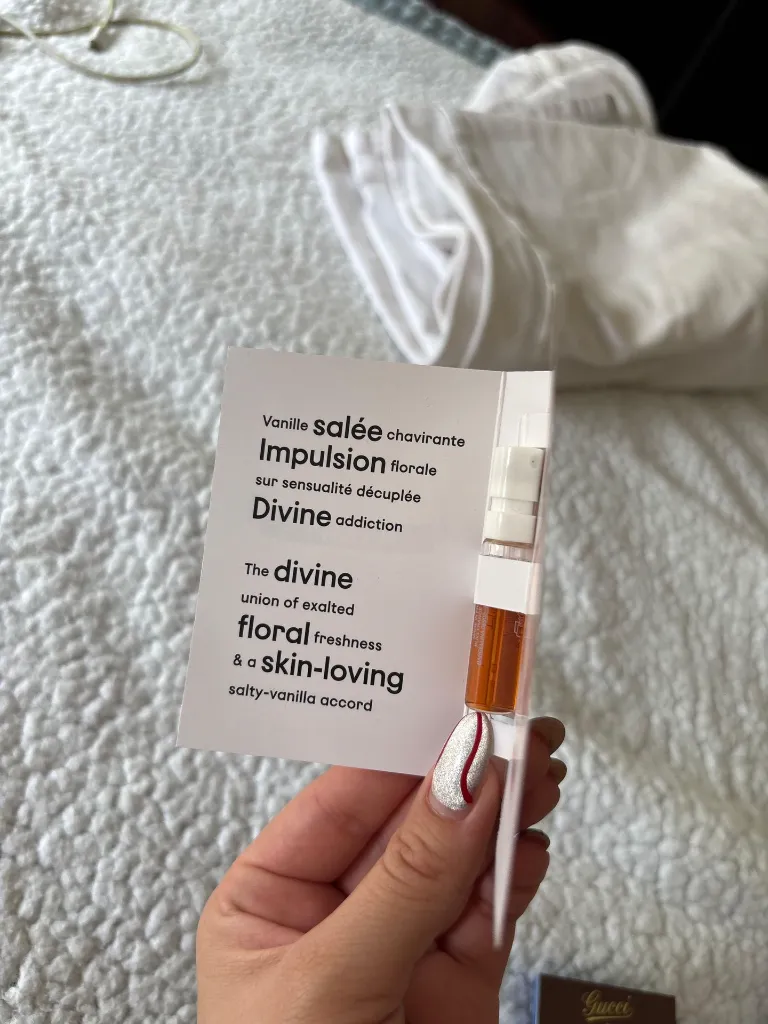 Vanille salée chavirante
Impulsion florale
sur sensualité décuplée
Divine addiction
The divine
union of exalted
floral freshness
& a skin-loving
salty-vanilla accord
Gucci